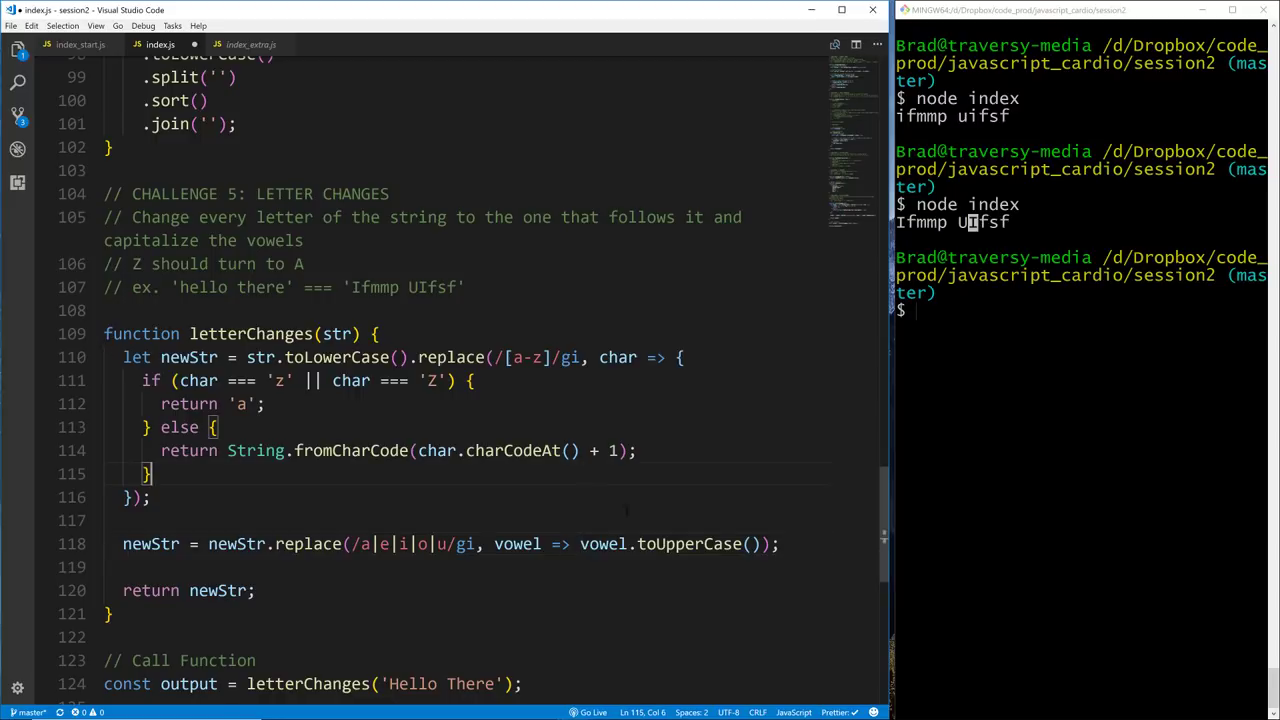 index.js - session2 - Visual Studio Code
File Edit Selection View Go Debug Tasks Help
index_start.js index.js index_extra.js
99 .split('')
100 .sort()
101 .join('');
102 }
103
104 // CHALLENGE 5: LETTER CHANGES
105 // Change every letter of the string to the one that follows it and
capitalize the vowels
106 // Z should turn to A
107 // ex. 'hello there' === 'Ifmmp UIfsf'
108
109 function letterChanges(str) {
110 let newStr = str.toLowerCase().replace(/[a-z]/gi, char => {
111 if (char === 'z' || char === 'Z') {
112 return 'a';
113 } else {
114 return String.fromCharCode(char.charCodeAt() + 1);
115 }
116 });
117
118 newStr = newStr.replace(/a|e|i|o|u/gi, vowel => vowel.toUpperCase());
119
120 return newStr;
121 }
122
123 // Call Function
124 const output = letterChanges('Hello There');
master* 0 0 Go Live Ln 115, Col 6 Spaces: 2 UTF-8 CRLF JavaScript Prettier: ✓
MINGW64:/d/Dropbox/code_prod/javascript_cardio/session2
Brad@traversy-media /d/Dropbox/code_
prod/javascript_cardio/session2 (mas
ter)
$ node index
ifmmp uifsf
Brad@traversy-media /d/Dropbox/code_
prod/javascript_cardio/session2 (mas
ter)
$ node index
Ifmmp UIfsf
Brad@traversy-media /d/Dropbox/code_
prod/javascript_cardio/session2 (mas
ter)
$